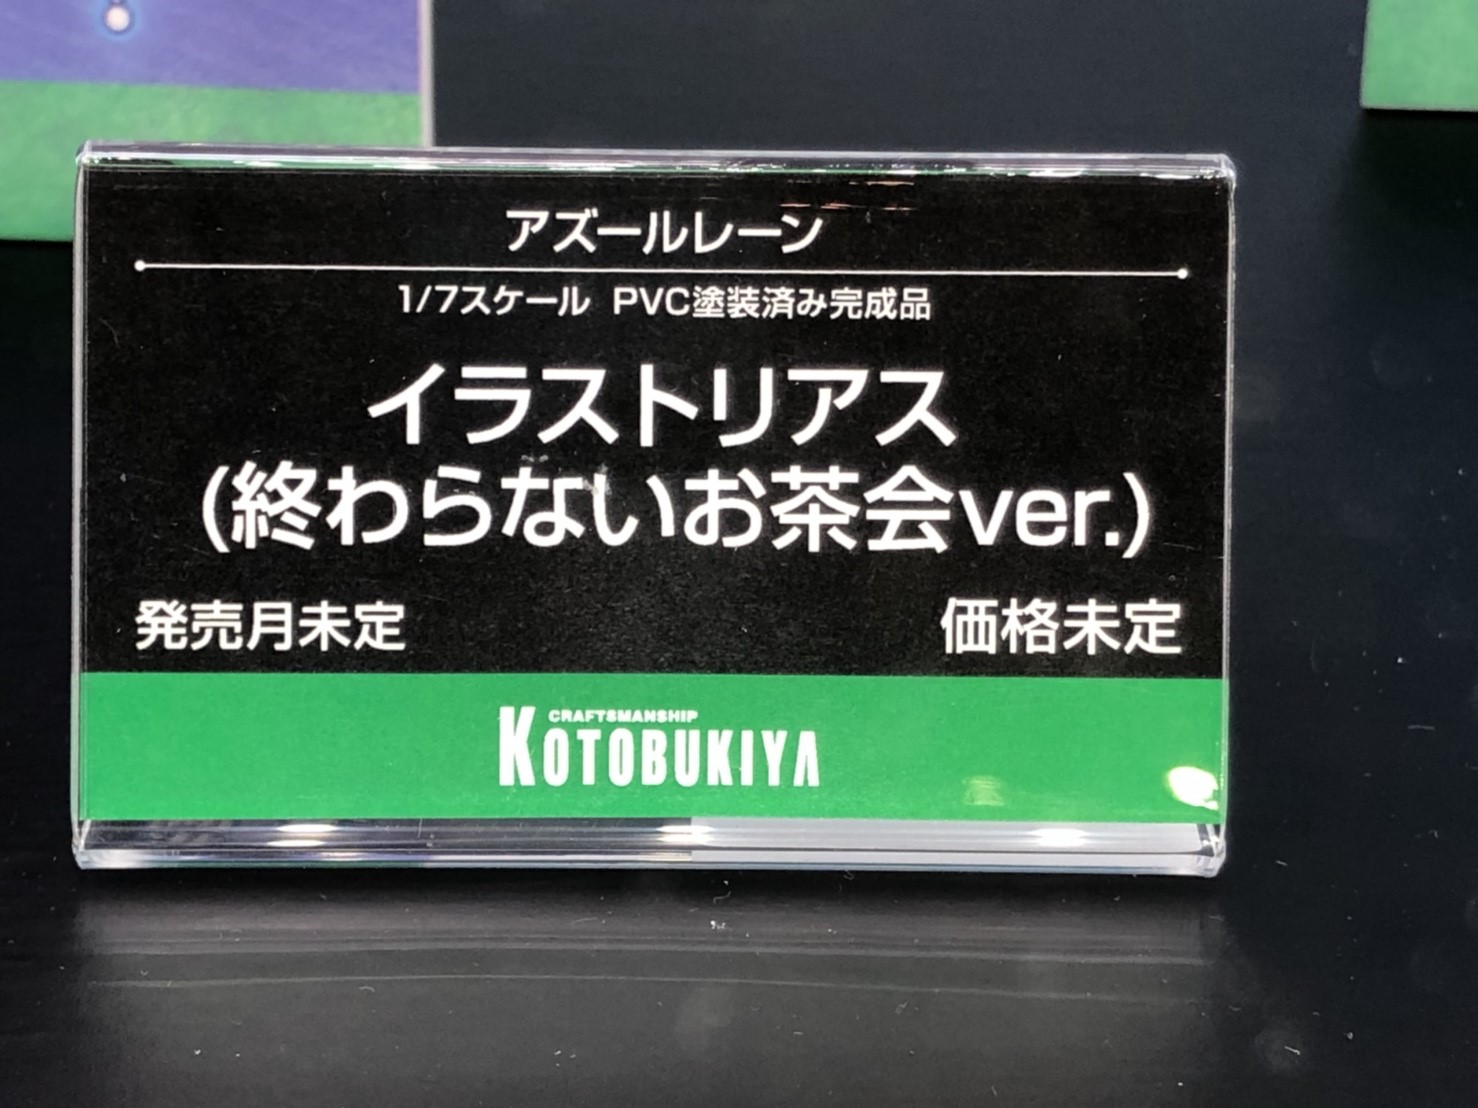 アズールレーン
1/7スケール PVC塗装済み完成品
イラストリアス
(終わらないお茶会ver.)
発売月未定 価格未定
CRAFTSMANSHIP
KOTOBUKIYA